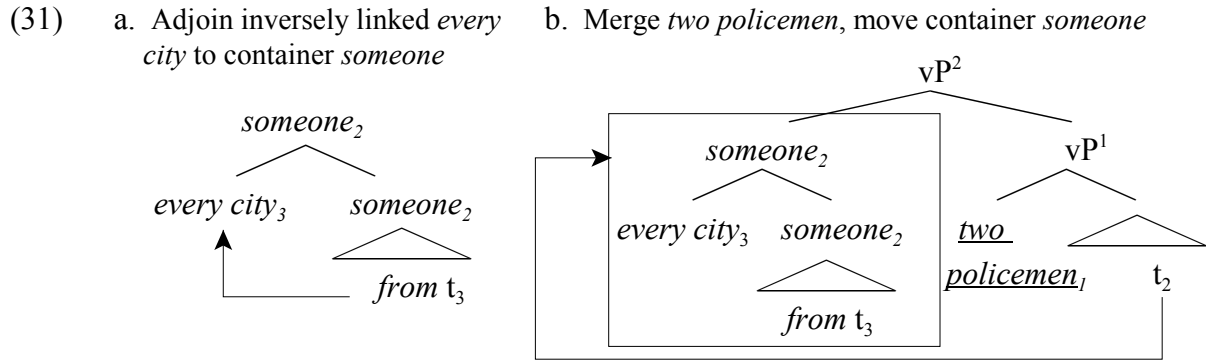 (31) a. Adjoin inversely linked every b. Merge two policemen, move container someone
city to container someone
vP²
someone₂ someone₂ vP¹
every city₃ someone₂ every city₃ someone₂ two
policemen₁ t₂
from t₃ from t₃